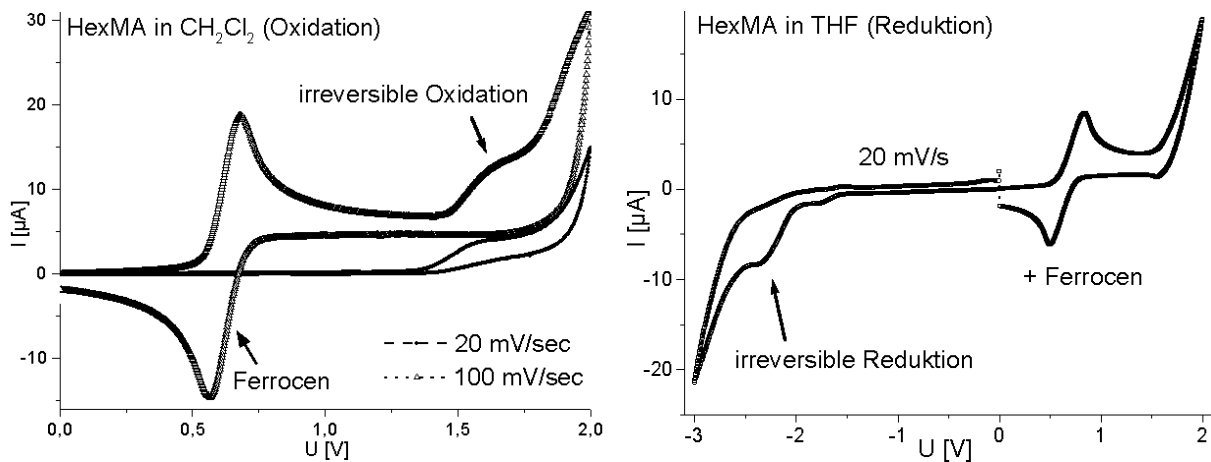 HexMA in CH₂Cl₂ (Oxidation)
irreversible Oxidation
Ferrocen
20 mV/sec
100 mV/sec
30
20
10
0
-10
I [µA]
0,0
0,5
1,0
1,5
2,0
U [V]
HexMA in THF (Reduktion)
20 mV/s
+ Ferrocen
irreversible Reduktion
10
0
-10
-20
I [µA]
-3
-2
-1
0
1
2
U [V]